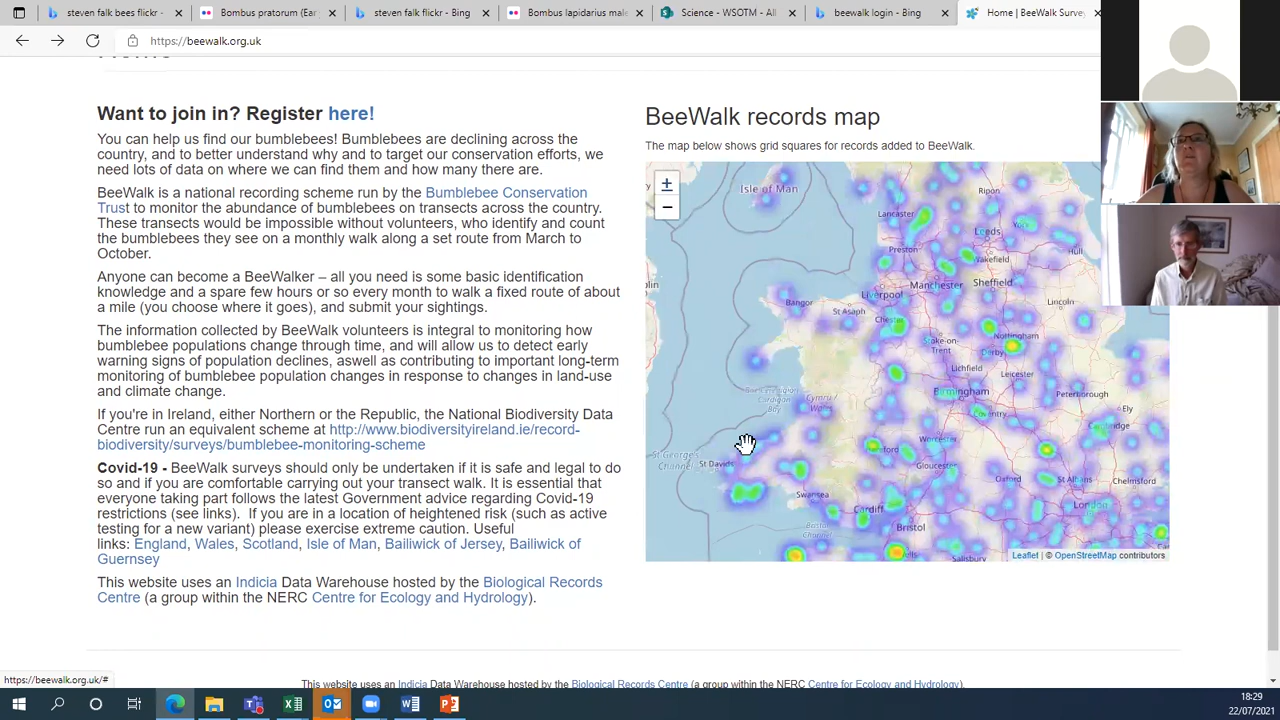 steven falk bees flickr -
Bombus pratorum (Ear
steven falk flickr - Bing
Bombus lapidarius male
Science - WSOTM - All
beewalk login - Bing
Home | BeeWalk Surve
https://beewalk.org.uk
Want to join in? Register here!
You can help us find our bumblebees! Bumblebees are declining across the
country, and to better understand why and to target our conservation efforts, we
need lots of data on where we can find them and how many there are.
BeeWalk is a national recording scheme run by the Bumblebee Conservation
Trust to monitor the abundance of bumblebees on transects across the country.
These transects would be impossible without volunteers, who identify and count
the bumblebees they see on a monthly walk along a set route from March to
October.
Anyone can become a BeeWalker – all you need is some basic identification
knowledge and a spare few hours or so every month to walk a fixed route of about
a mile (you choose where it goes), and submit your sightings.
The information collected by BeeWalk volunteers is integral to monitoring how
bumblebee populations change through time, and will allow us to detect early
warning signs of population declines, aswell as contributing to important long-term
monitoring of bumblebee population changes in response to changes in land-use
and climate change.
If you're in Ireland, either Northern or the Republic, the National Biodiversity Data
Centre run an equivalent scheme at http://www.biodiversityireland.ie/record-
biodiversity/surveys/bumblebee-monitoring-scheme
Covid-19 - BeeWalk surveys should only be undertaken if it is safe and legal to do
so and if you are comfortable carrying out your transect walk. It is essential that
everyone taking part follows the latest Government advice regarding Covid-19
restrictions (see links).  If you are in a location of heightened risk (such as active
testing for a new variant) please exercise extreme caution. Useful
links: England, Wales, Scotland, Isle of Man, Bailiwick of Jersey, Bailiwick of
Guernsey
This website uses an Indicia Data Warehouse hosted by the Biological Records
Centre (a group within the NERC Centre for Ecology and Hydrology).
BeeWalk records map
The map below shows grid squares for records added to BeeWalk.
+
−
Isle of Man
Ripon
Lancaster
York
Leeds
Preston
Hull
Wakefield
Manchester
Sheffield
Liverpool
Bangor
Lincoln
St Asaph
Chester
Nottingham
Stoke-on-
Trent
Derby
Lichfield
Leicester
Peterborough
Birmingham
Cardigan
Bay
Cymru /
Wales
Coventry
Ely
Cambridge
Worcester
St George's
Channel
St Davids
Gloucester
Oxford
St Albans
Chelmsford
Swansea
London
Cardiff
Bristol
Salisbury
Leaflet | © OpenStreetMap contributors
https://beewalk.org.uk/#
This website uses an Indicia Data Warehouse hosted by the Biological Records Centre (a group within the NERC Centre for Ecology and Hydrology).
18:29
22/07/2021